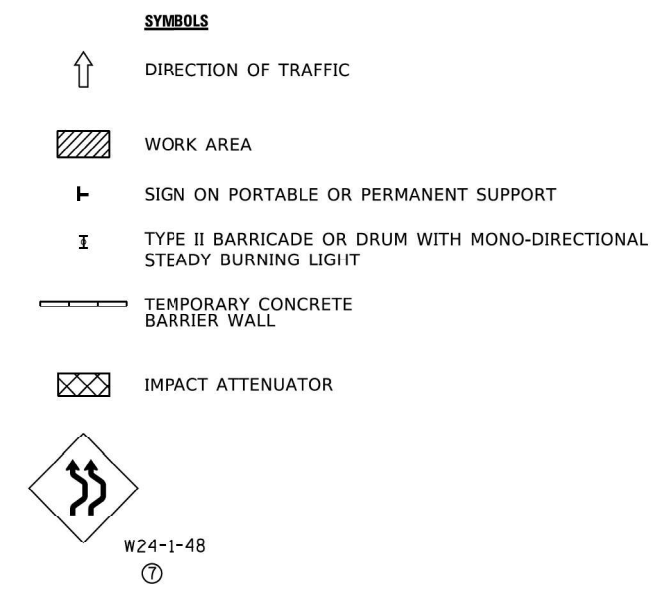 SYMBOLS
DIRECTION OF TRAFFIC
WORK AREA
SIGN ON PORTABLE OR PERMANENT SUPPORT
TYPE II BARRICADE OR DRUM WITH MONO-DIRECTIONAL
STEADY BURNING LIGHT
TEMPORARY CONCRETE
BARRIER WALL
IMPACT ATTENUATOR
W24-1-48
7